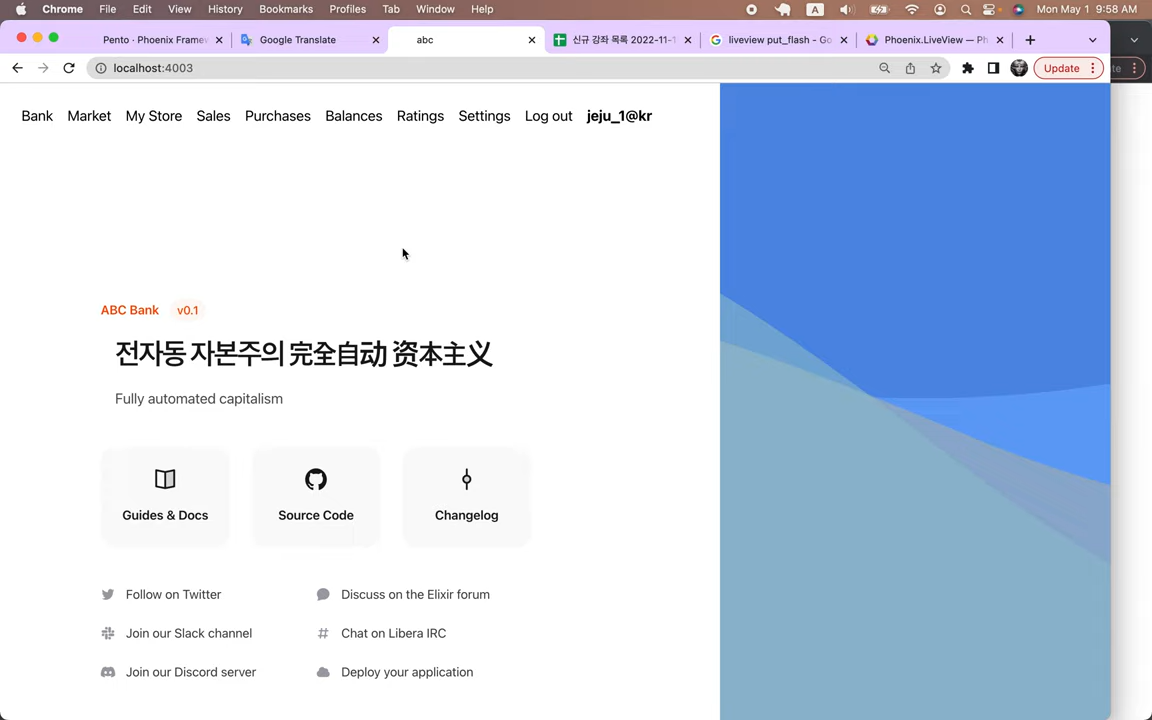 Chrome File Edit View History Bookmarks Profiles Tab Window Help A Mon May 1 9:58 AM
Pento · Phoenix Framew Google Translate abc 신규 강좌 목록 2022-11-1 liveview put_flash - Go Phoenix.LiveView — Ph
localhost:4003 Update te
Bank Market My Store Sales Purchases Balances Ratings Settings Log out jeju_1@kr
ABC Bank v0.1
전자동 자본주의 完全自动 资本主义
Fully automated capitalism
Guides & Docs Source Code Changelog
Follow on Twitter Discuss on the Elixir forum
Join our Slack channel Chat on Libera IRC
Join our Discord server Deploy your application